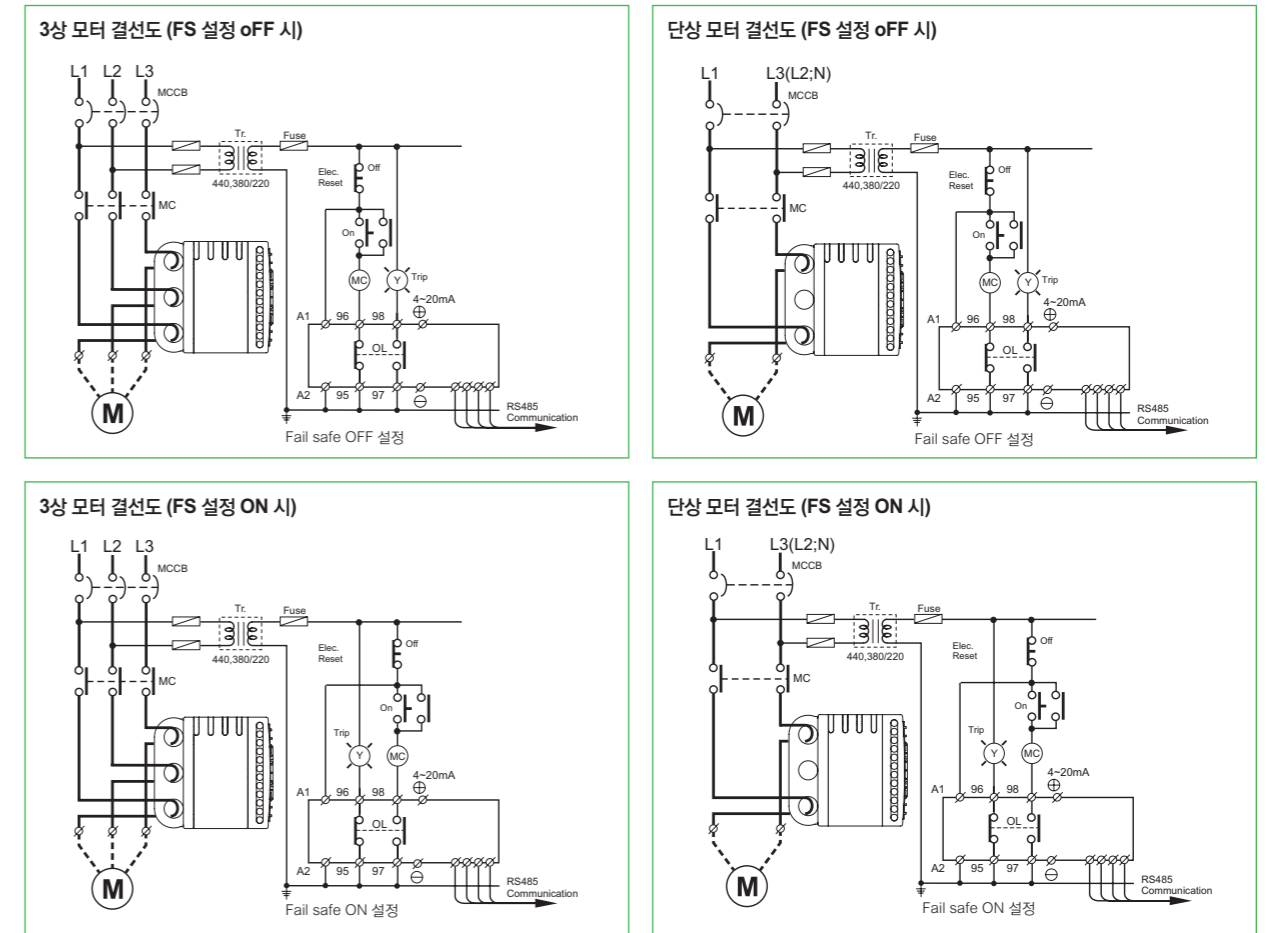 3상 모터 결선도 (FS 설정 oFF 시)
L1 L2 L3
MCCB
Tr. Fuse
440,380/220
Elec.
Reset
Off
MC
On
MC
Y
Trip
4~20mA
A1 96 98
OL
A2 95 97
M
RS485
Communication
Fail safe OFF 설정
단상 모터 결선도 (FS 설정 oFF 시)
L1 L3(L2;N)
MCCB
Tr. Fuse
440,380/220
Elec.
Reset
Off
MC
On
MC
Y
Trip
4~20mA
A1 96 98
OL
A2 95 97
M
RS485
Communication
Fail safe OFF 설정
3상 모터 결선도 (FS 설정 ON 시)
L1 L2 L3
MCCB
Tr. Fuse
440,380/220
Elec.
Reset
Off
MC
On
Trip
Y
MC
4~20mA
A1 96 98
OL
A2 95 97
M
RS485
Communication
Fail safe ON 설정
단상 모터 결선도 (FS 설정 ON 시)
L1 L3(L2;N)
MCCB
Tr. Fuse
440,380/220
Elec.
Reset
Off
MC
On
Trip
Y
MC
4~20mA
A1 96 98
OL
A2 95 97
M
RS485
Communication
Fail safe ON 설정